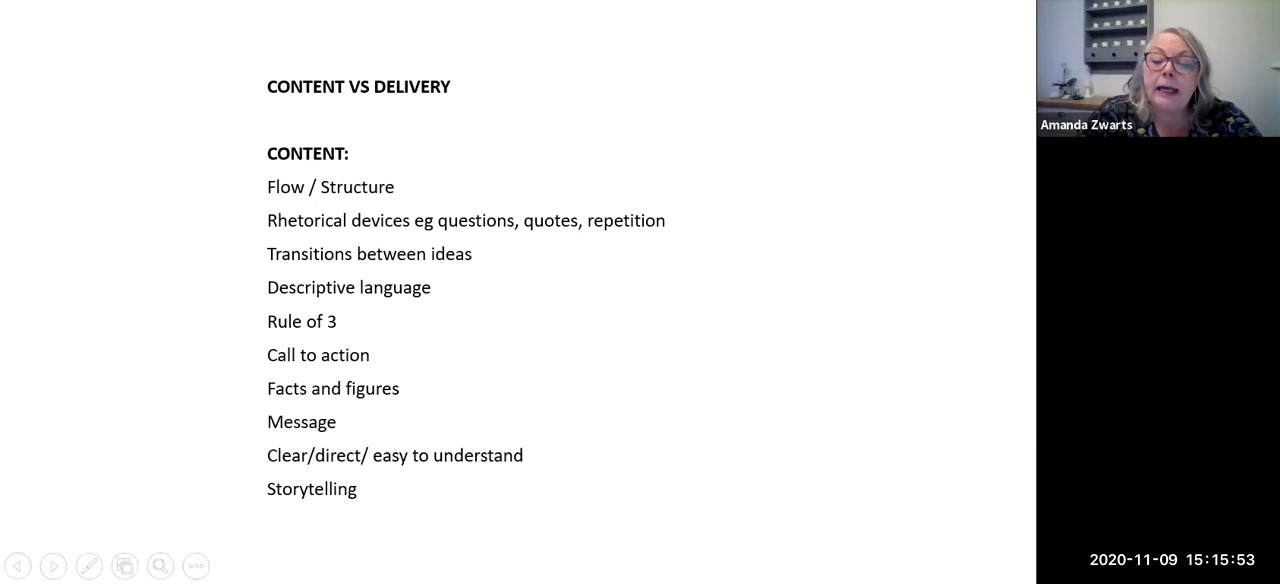 CONTENT VS DELIVERY
CONTENT:
Flow / Structure
Rhetorical devices eg questions, quotes, repetition
Transitions between ideas
Descriptive language
Rule of 3
Call to action
Facts and figures
Message
Clear/direct/ easy to understand
Storytelling
Amanda Zwarts
2020-11-09 15:15:53